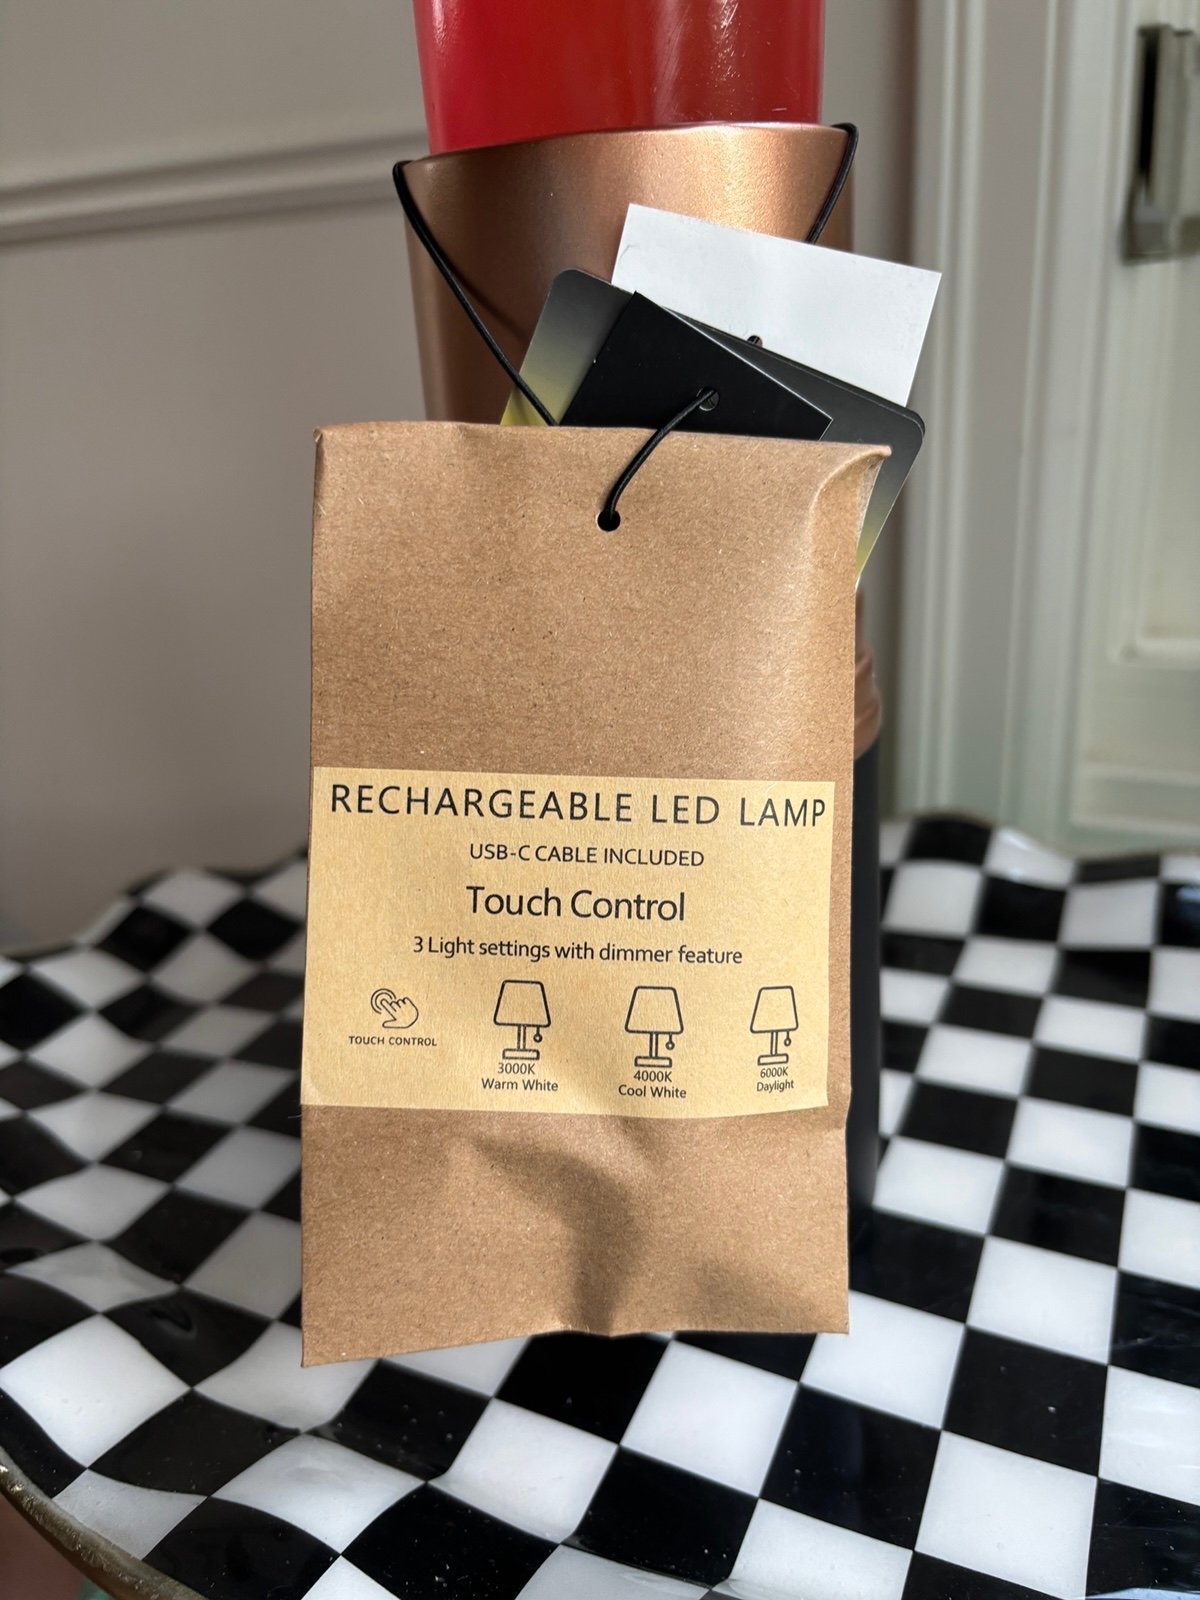 RECHARGEABLE LED LAMP
USB-C CABLE INCLUDED
Touch Control
3 Light settings with dimmer feature
TOUCH CONTROL
3000K
Warm White
4000K
Cool White
6000K
Daylight